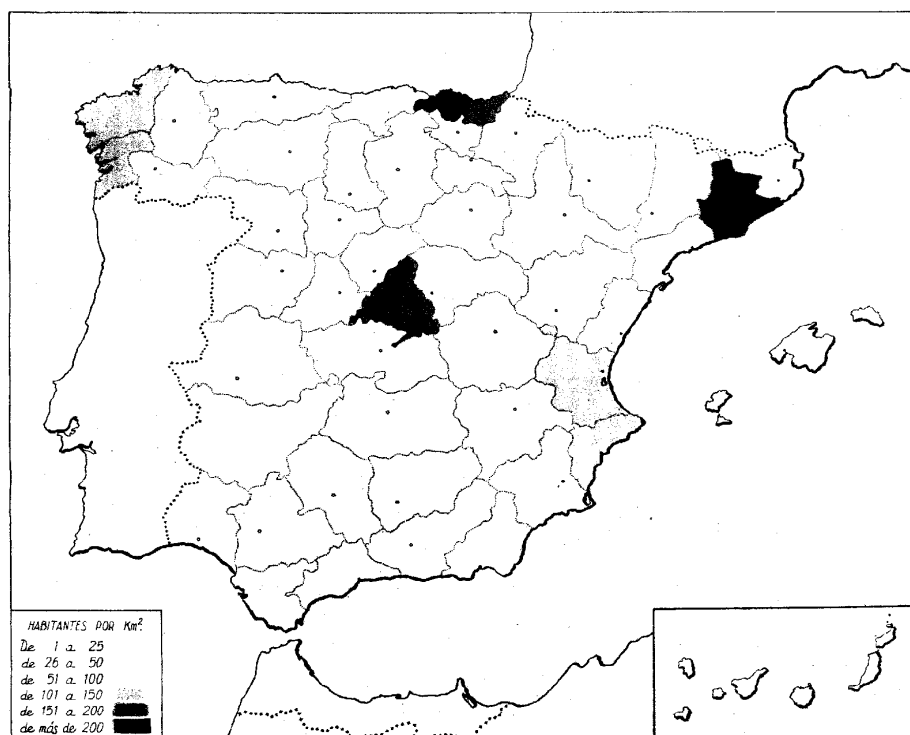 HABITANTES POR Km².
De 1 a 25
de 26 a 50
de 51 a 100
de 101 a 150
de 151 a 200
de más de 200